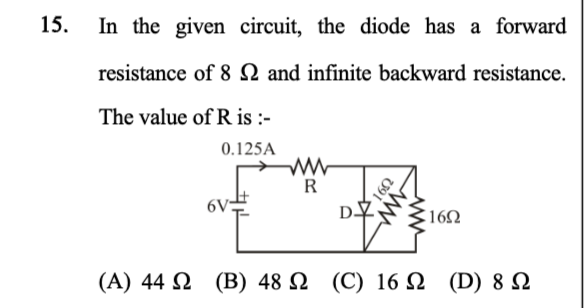 15. In the given circuit, the diode has a forward
resistance of 8 Ω and infinite backward resistance.
The value of R is :-
0.125A
R
16Ω
6V
+
D
16Ω
(A) 44 Ω (B) 48 Ω (C) 16 Ω (D) 8 Ω